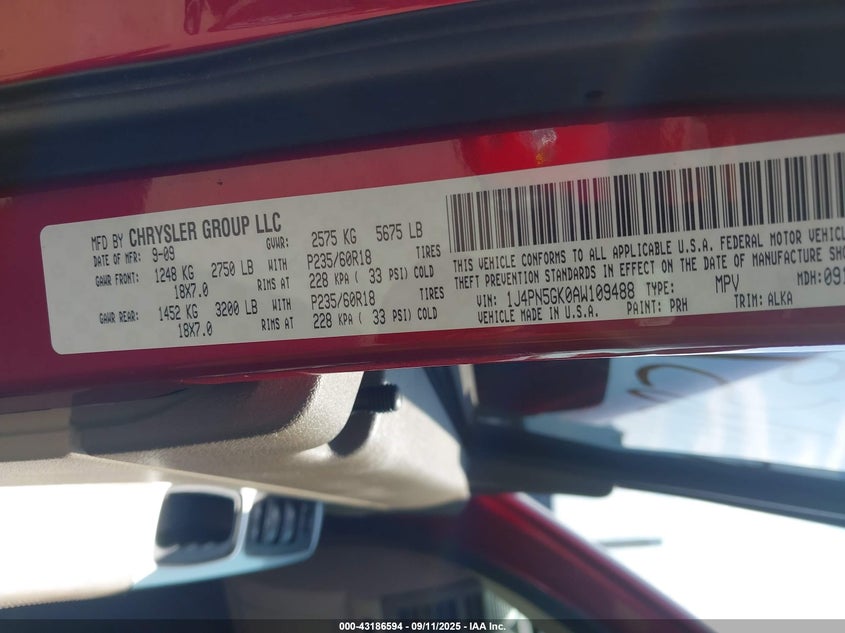 MFD BY CHRYSLER GROUP LLC
DATE OF MFR: 9-09 GVWR: 2575 KG 5675 LB
GAWR FRONT: 1248 KG 2750 LB WITH P235/60R18 TIRES
18X7.0 RIMS AT 228 KPA ( 33 PSI) COLD
GAWR REAR: 1452 KG 3200 LB WITH P235/60R18 TIRES
18X7.0 RIMS AT 228 KPA ( 33 PSI) COLD
THIS VEHICLE CONFORMS TO ALL APPLICABLE U.S.A. FEDERAL MOTOR
THEFT PREVENTION STANDARDS IN EFFECT ON THE DATE OF MANUFACTURE
VIN: 1J4PN5GK0AW109488 TYPE: MPV MDH:
VEHICLE MADE IN U.S.A. PAINT: PRH TRIM: ALKA
000-43186594 - 09/11/2025 - IAA Inc.